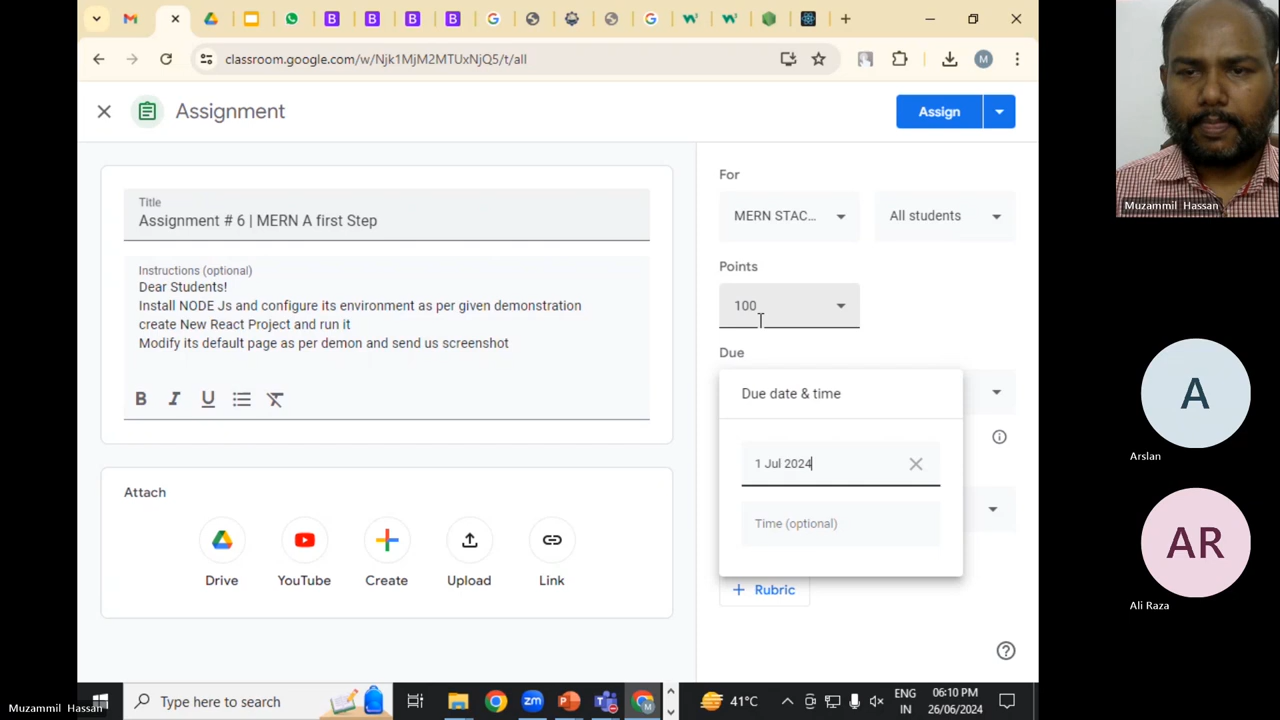 classroom.google.com/w/Njk1MjM2MTUxNjQ5/t/all
M
Assignment
Assign
Title
Assignment # 6 | MERN A first Step
Instructions (optional)
Dear Students!
Install NODE Js and configure its environment as per given demonstration
create New React Project and run it
Modify its default page as per demon and send us screenshot
B I U
Attach
Drive
YouTube
Create
Upload
Link
For
MERN STAC...
All students
Points
100
Due
Due date & time
1 Jul 2024
Time (optional)
+ Rubric
Muzammil Hassan
A
Arslan
AR
Ali Raza
Muzammil Hassan
Type here to search
zm
41°C
ENG
IN
06:10 PM
26/06/2024